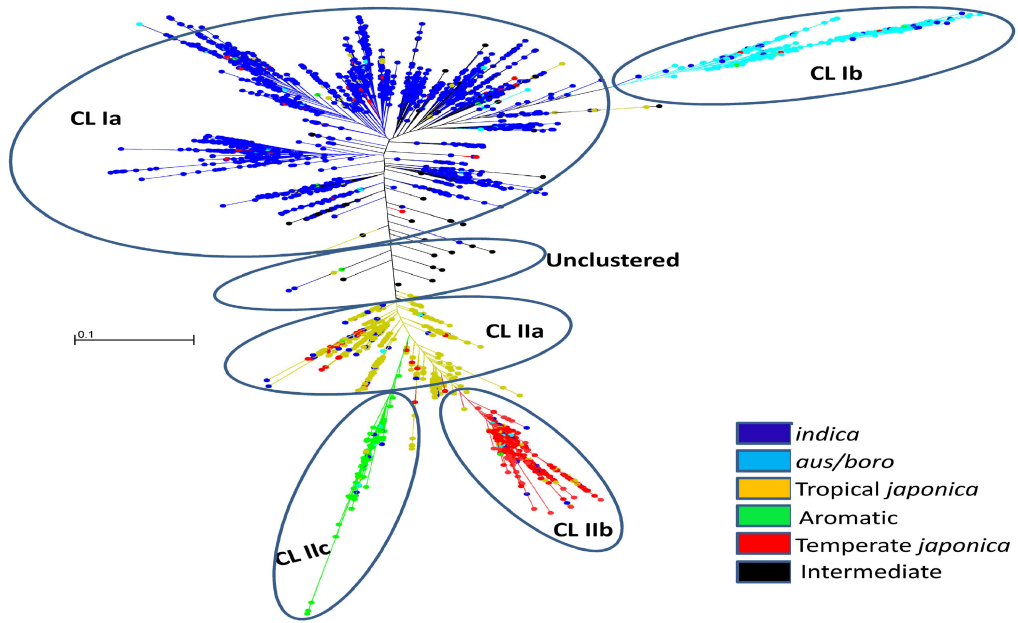 CL Ib
CL Ia
Unclustered
0.1
CL IIa
indica
aus/boro
Tropical japonica
Aromatic
Temperate japonica
Intermediate
CL IIb
CL IIc